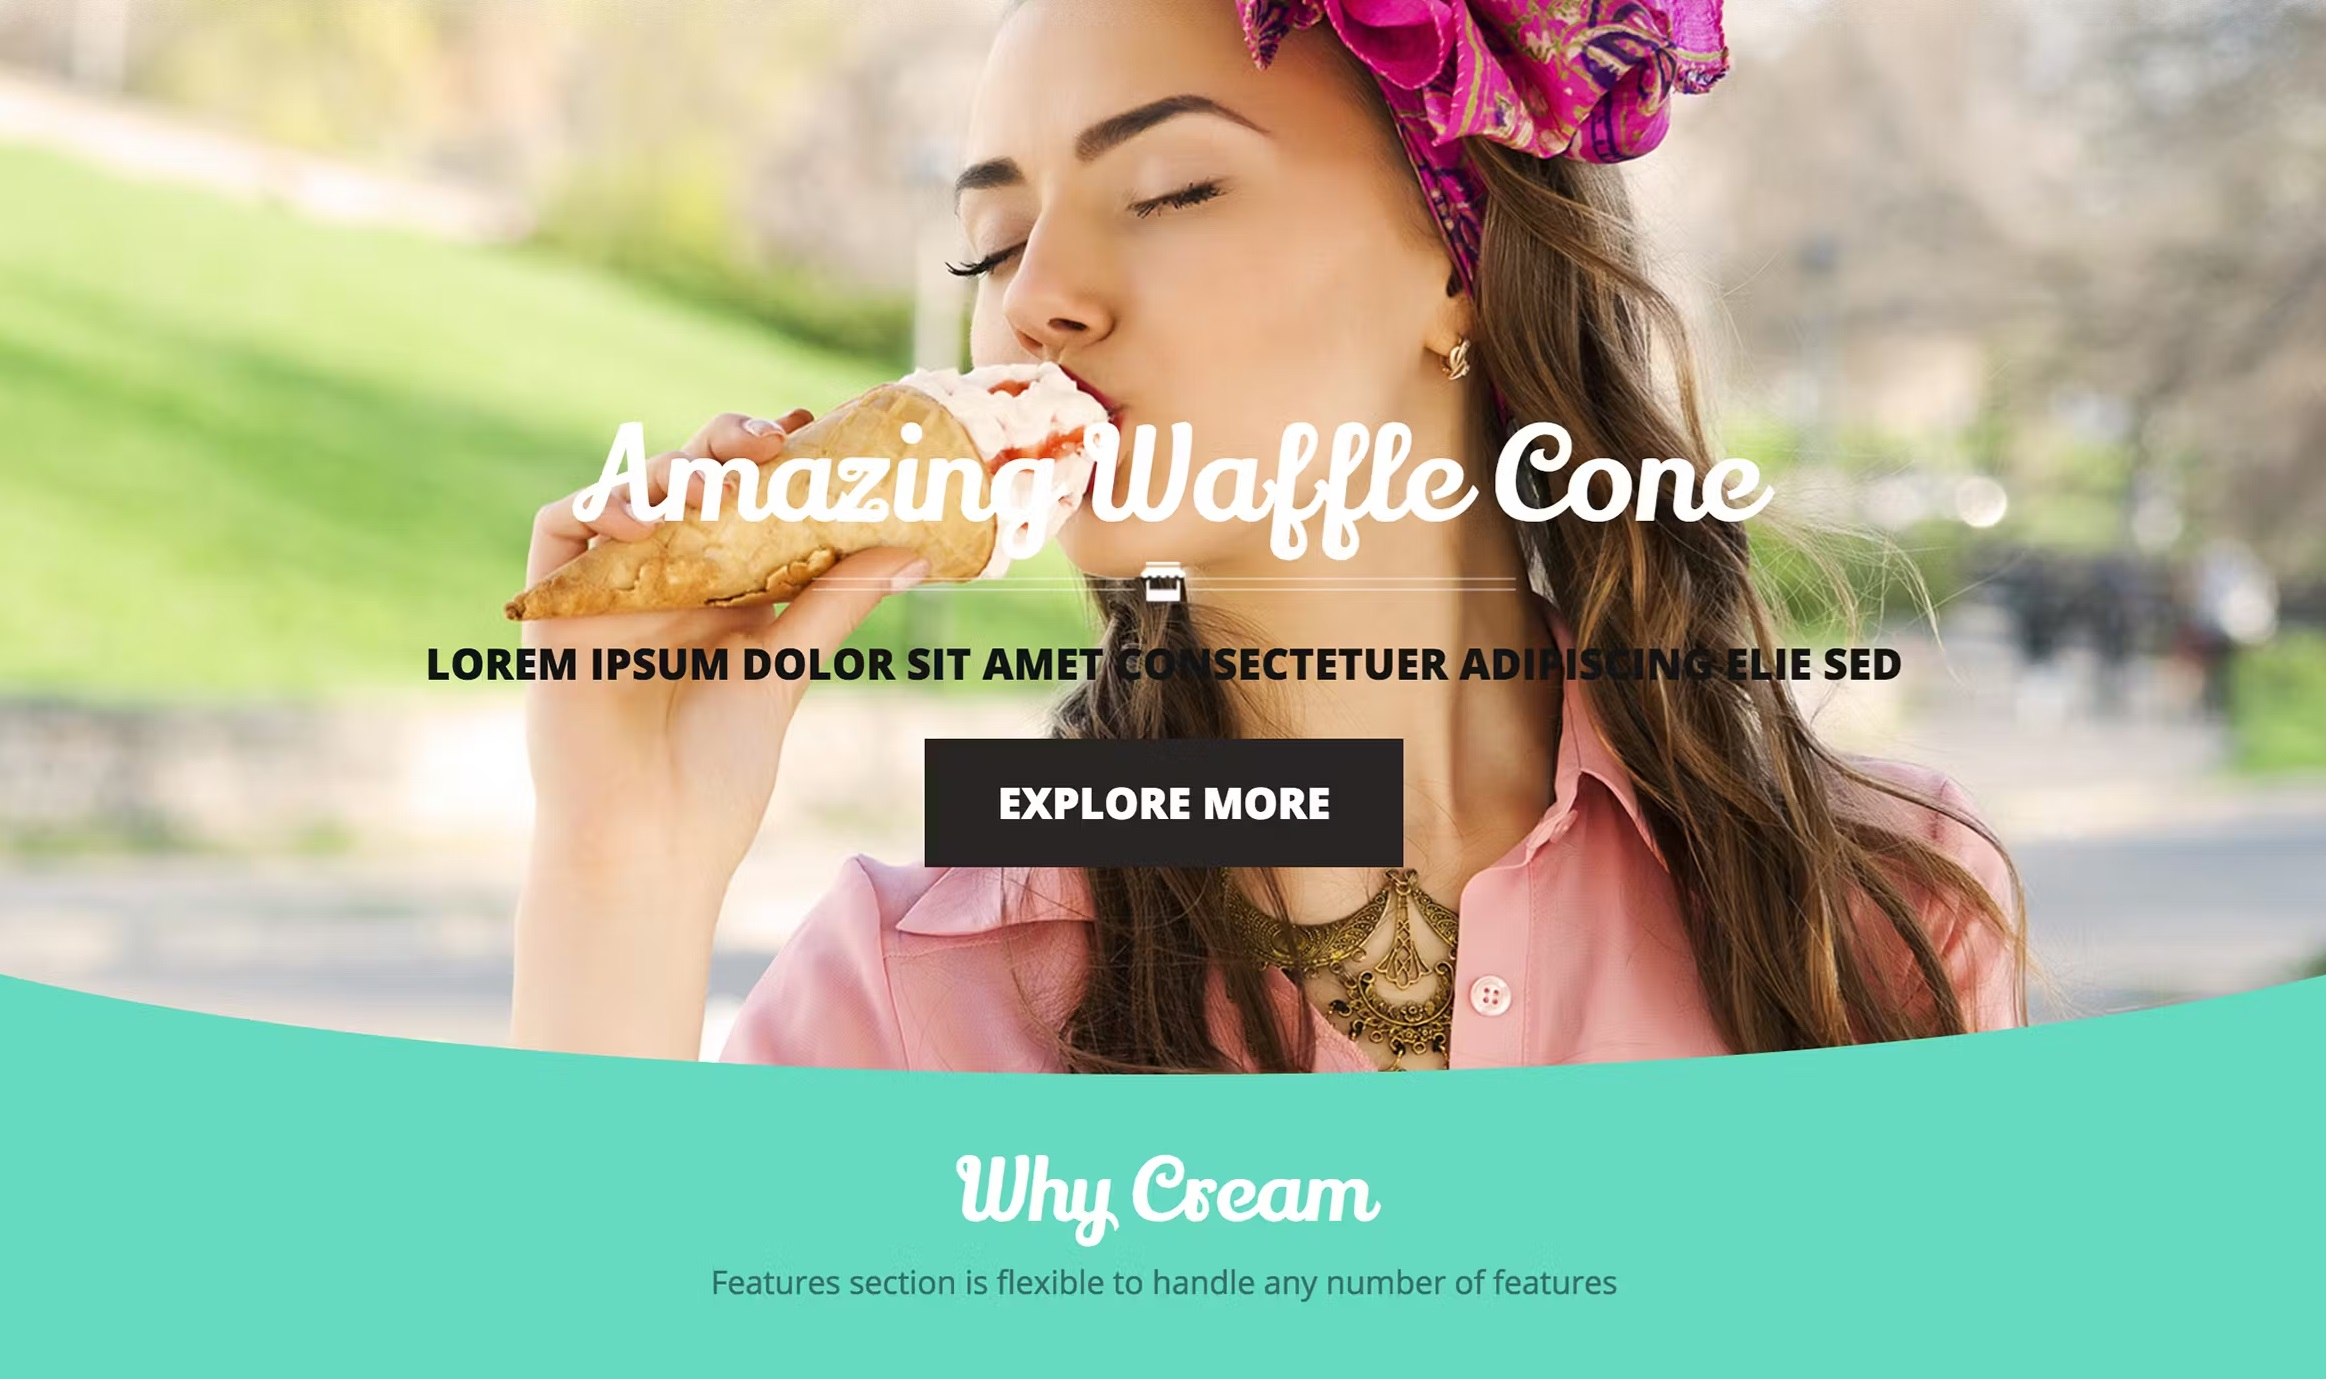 Amazing Waffle Cone
LOREM IPSUM DOLOR SIT AMET CONSECTETUER ADIPISCING ELIE SED
EXPLORE MORE
Why Cream
Features section is flexible to handle any number of features